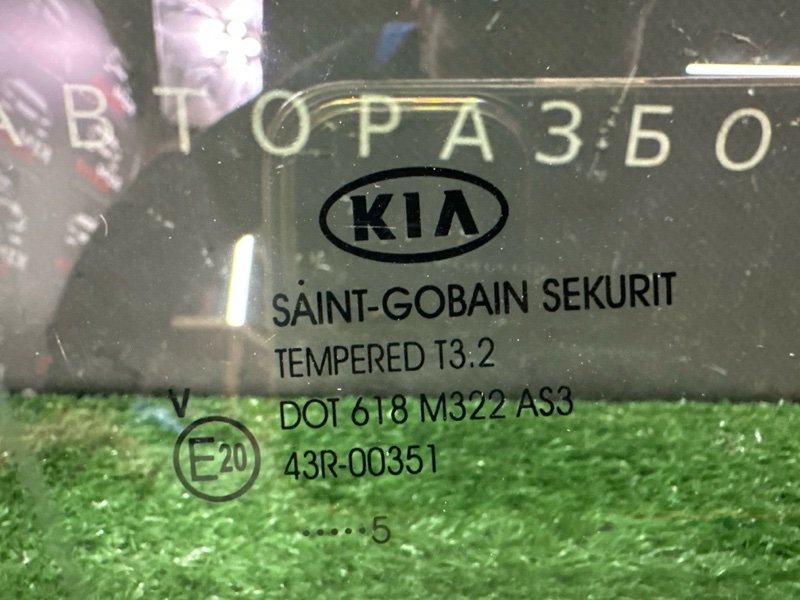 АВТОРАЗБО
KIA
SAINT-GOBAIN SEKURIT
TEMPERED T3.2
DOT 618 M322 AS3
V
E20 43R-00351
......5